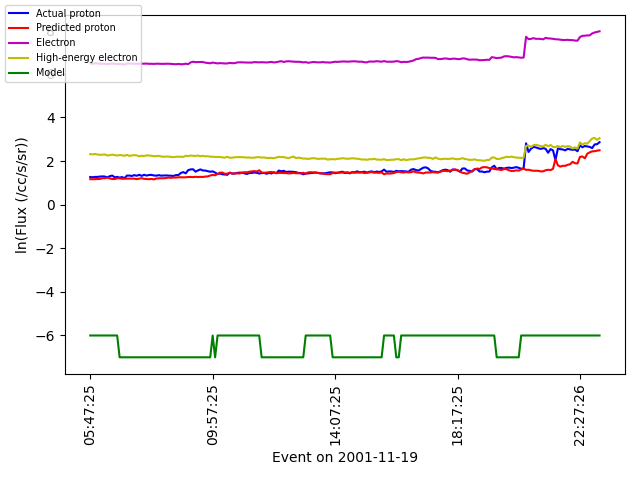 Actual proton
Predicted proton
Electron
High-energy electron
Model
8
6
4
2
0
−2
−4
−6
ln(Flux (/cc/s/sr))
05:47:25
09:57:25
14:07:25
18:17:25
22:27:26
Event on 2001-11-19